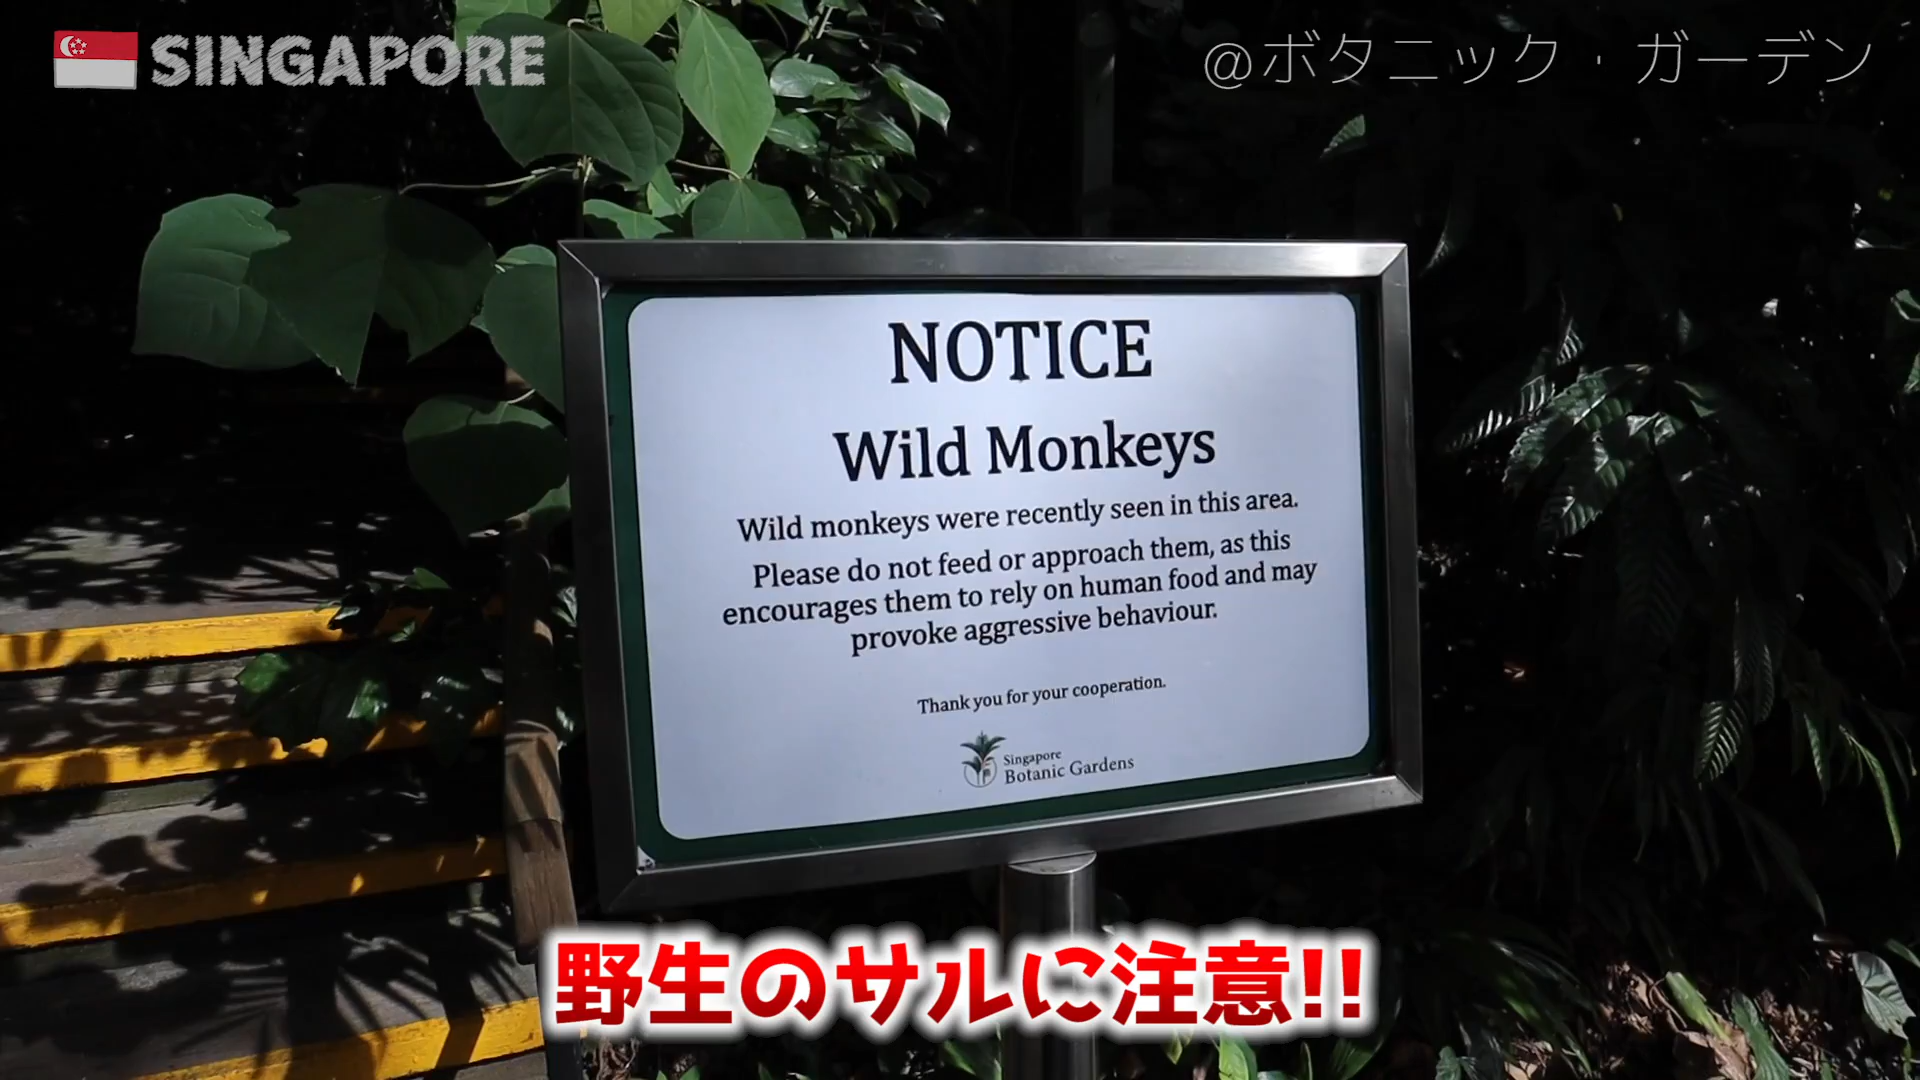 SINGAPORE
@ボタニック・ガーデン
NOTICE
Wild Monkeys
Wild monkeys were recently seen in this area.
Please do not feed or approach them, as this
encourages them to rely on human food and may
provoke aggressive behaviour.
Thank you for your cooperation.
Singapore
Botanic Gardens
野生のサルに注意!!